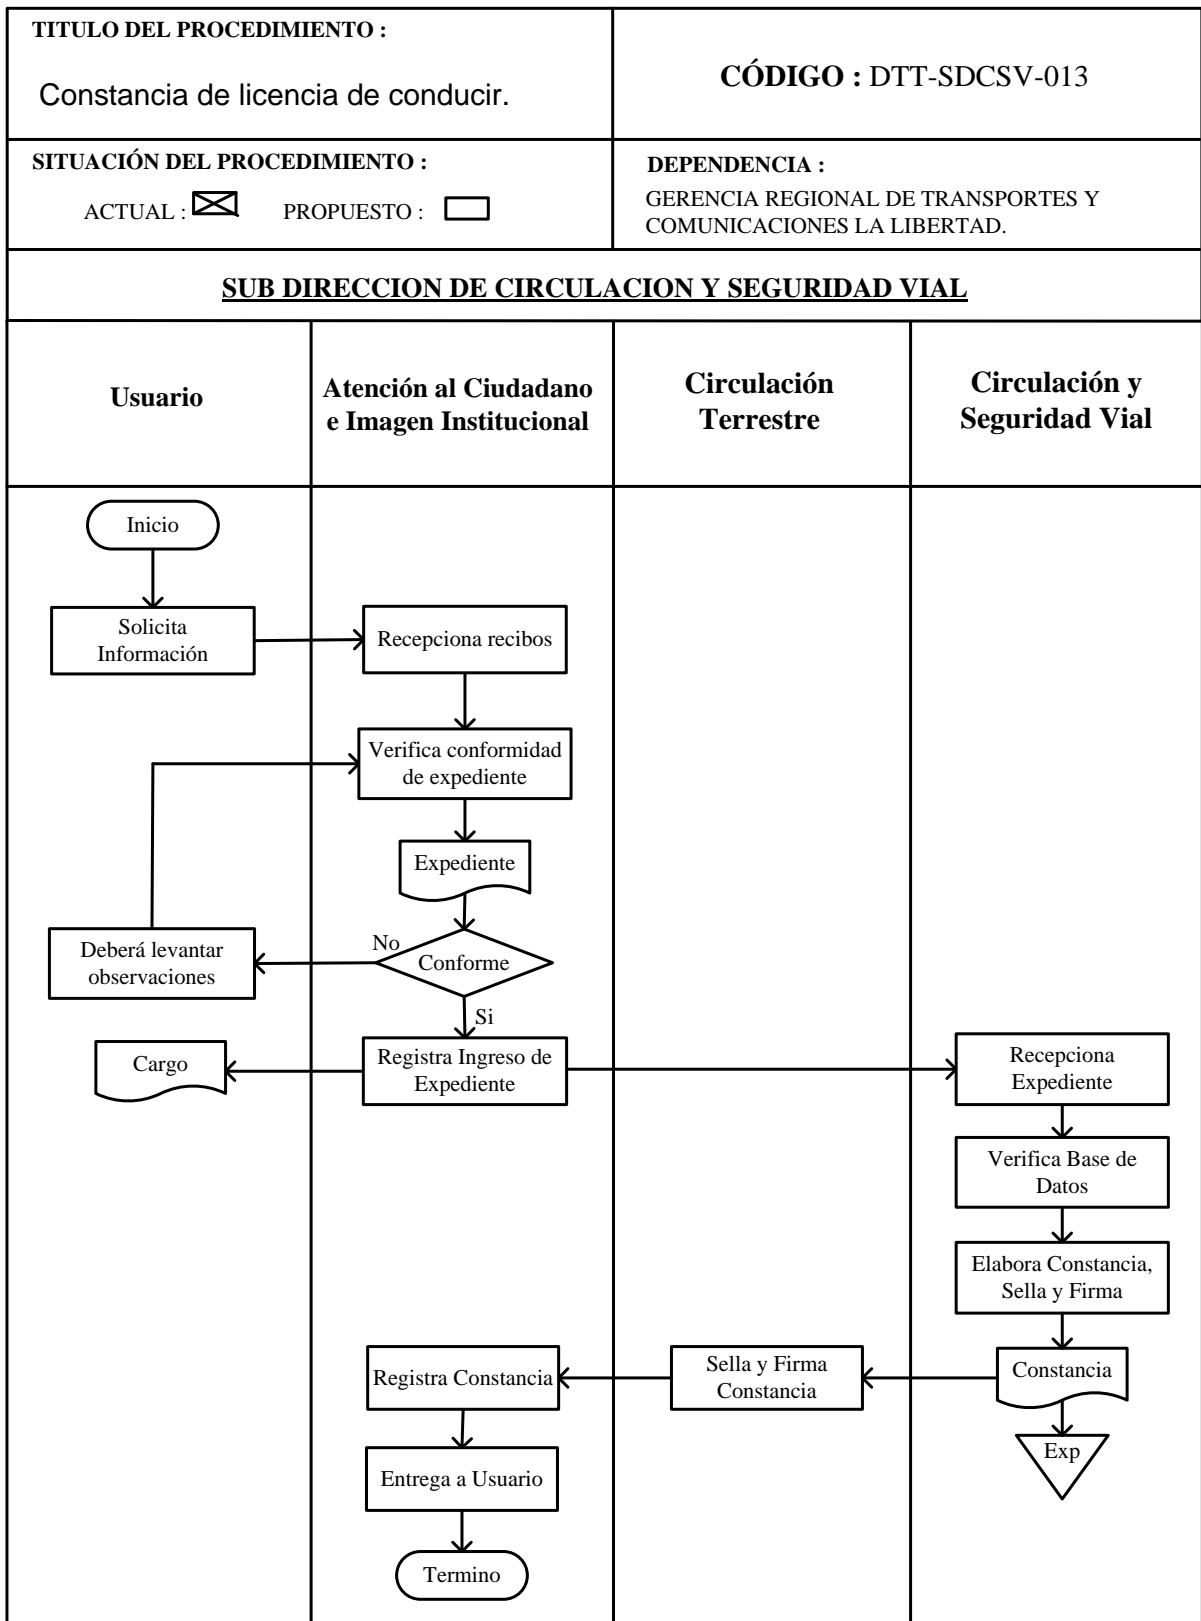 TITULO DEL PROCEDIMIENTO :
Constancia de licencia de conducir.
CÓDIGO : DTT-SDCSV-013
SITUACIÓN DEL PROCEDIMIENTO :
ACTUAL :
PROPUESTO :
DEPENDENCIA :
GERENCIA REGIONAL DE TRANSPORTES Y
COMUNICACIONES LA LIBERTAD.
SUB DIRECCION DE CIRCULACION Y SEGURIDAD VIAL
Usuario
Atención al Ciudadano
e Imagen Institucional
Circulación
Terrestre
Circulación y
Seguridad Vial
Inicio
Solicita
Información
Recepciona recibos
Verifica conformidad
de expediente
Expediente
No
Conforme
Deberá levantar
observaciones
Si
Cargo
Registra Ingreso de
Expediente
Recepciona
Expediente
Verifica Base de
Datos
Elabora Constancia,
Sella y Firma
Constancia
Sella y Firma
Constancia
Registra Constancia
Exp
Entrega a Usuario
Termino